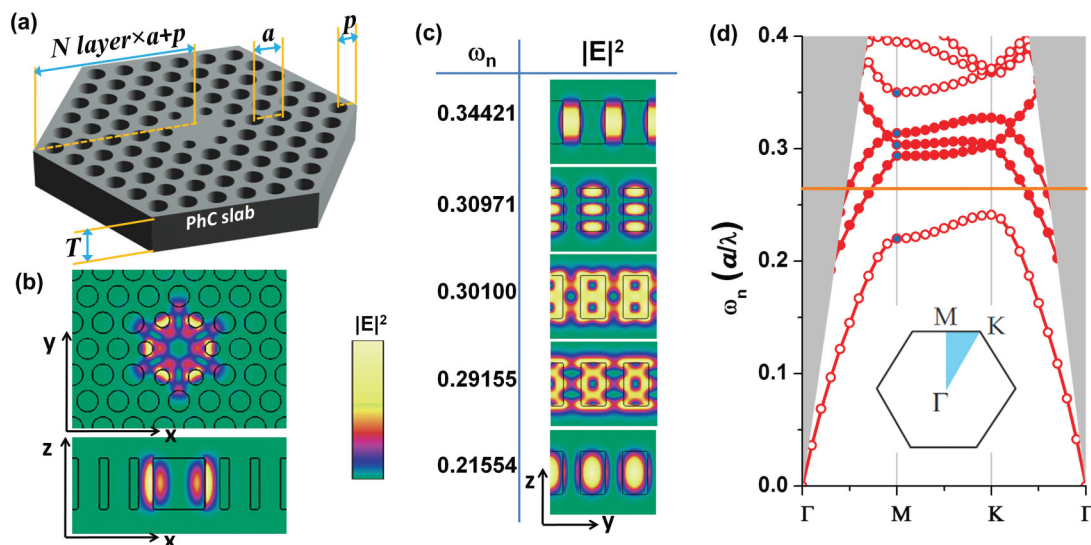 (a)
N layer×a+p
a
p
T
PhC slab
(b)
y
x
z
x
|E|²
(c)
ωₙ
|E|²
0.34421
0.30971
0.30100
0.29155
0.21554
z
y
(d)
ωₙ (a/λ)
0.4
0.3
0.2
0.1
0.0
Γ
M
K
Γ
M
K
Γ